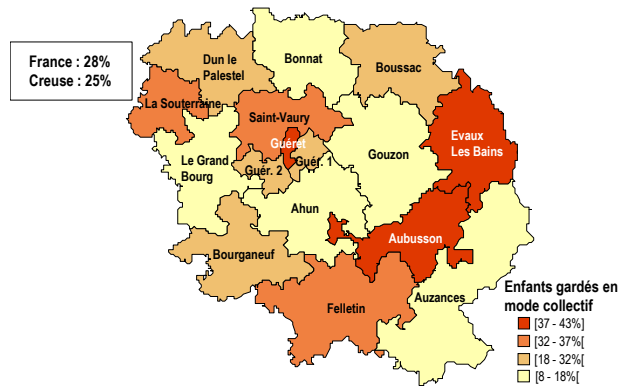 France : 28%
Creuse : 25%
Dun le
Palestel
Bonnat
Boussac
La Souterraine
Saint-Vaury
Evaux
Les Bains
Guéret
Le Grand
Bourg
Guér. 2
Guér. 1
Gouzon
Ahun
Aubusson
Bourganeuf
Felletin
Auzances
Enfants gardés en
mode collectif
[37 - 43%]
[32 - 37%[
[18 - 32%[
[8 - 18%[